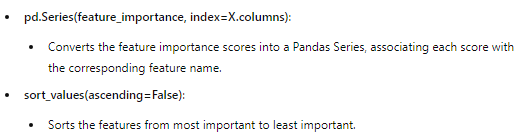 • pd.Series(feature_importance, index=X.columns):
• Converts the feature importance scores into a Pandas Series, associating each score with
the corresponding feature name.
• sort_values(ascending=False):
• Sorts the features from most important to least important.